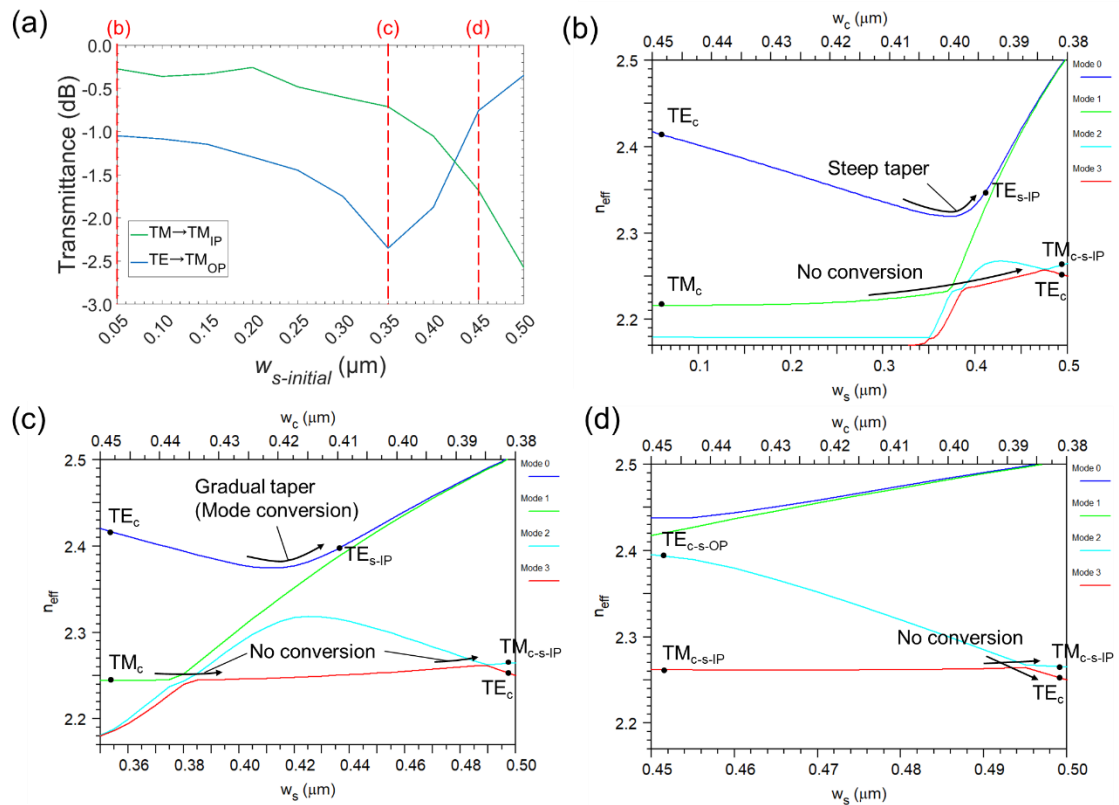 (a)
(b)
(c)
(d)
Transmittance (dB)
0.0
-0.5
-1.0
-1.5
-2.0
-2.5
-3.0
TM→TM_IP
TE→TM_OP
0.05
0.10
0.15
0.20
0.25
0.30
0.35
0.40
0.45
0.50
w_s-initial (μm)
(b)
w_c (μm)
0.45 0.44 0.43 0.42 0.41 0.40 0.39 0.38
n_eff
2.5
2.4
2.3
2.2
TE_c
Steep taper
TE_s-IP
No conversion
TM_c-s-IP
TM_c
TE_c
0.1 0.2 0.3 0.4 0.5
w_s (μm)
Mode 0
Mode 1
Mode 2
Mode 3
(c)
w_c (μm)
0.45 0.44 0.43 0.42 0.41 0.40 0.39 0.38
n_eff
2.5
2.4
2.3
2.2
Gradual taper
(Mode conversion)
TE_c
TE_s-IP
TM_c
No conversion
TM_c-s-IP
TE_c
0.36 0.38 0.40 0.42 0.44 0.46 0.48 0.50
w_s (μm)
Mode 0
Mode 1
Mode 2
Mode 3
(d)
w_c (μm)
0.45 0.44 0.43 0.42 0.41 0.40 0.39 0.38
n_eff
2.5
2.4
2.3
2.2
TE_c-s-OP
No conversion
TM_c-s-IP
TM_c-s-IP
TE_c
0.45 0.46 0.47 0.48 0.49 0.50
w_s (μm)
Mode 0
Mode 1
Mode 2
Mode 3